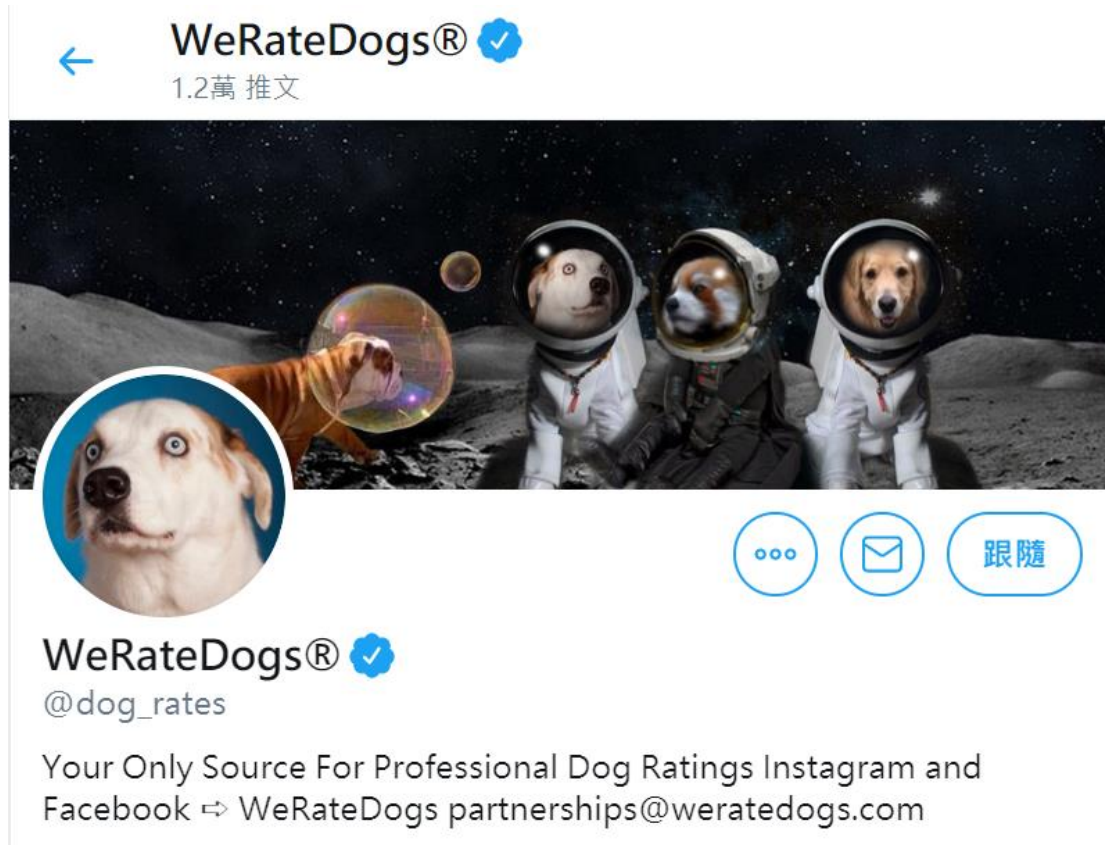 WeRateDogs®
1.2萬 推文
跟隨
WeRateDogs®
@dog_rates
Your Only Source For Professional Dog Ratings Instagram and
Facebook ⇨ WeRateDogs partnerships@weratedogs.com